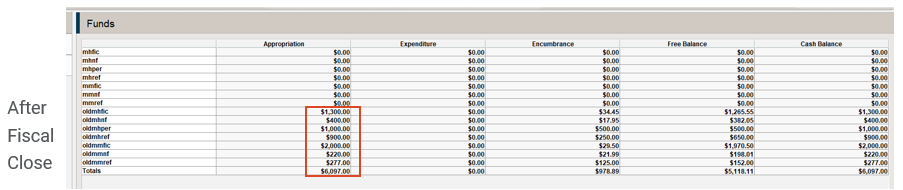 Funds
Appropriation Expenditure Encumbrance Free Balance Cash Balance
mhfic $0.00 $0.00 $0.00 $0.00 $0.00
mhnf $0.00 $0.00 $0.00 $0.00 $0.00
mhper $0.00 $0.00 $0.00 $0.00 $0.00
mhref $0.00 $0.00 $0.00 $0.00 $0.00
mmfic $0.00 $0.00 $0.00 $0.00 $0.00
mmnf $0.00 $0.00 $0.00 $0.00 $0.00
mmref $0.00 $0.00 $0.00 $0.00 $0.00
oldmhfic $1,300.00 $0.00 $34.45 $1,265.55 $1,300.00
oldmhnf $400.00 $0.00 $17.95 $382.05 $400.00
oldmhper $1,000.00 $0.00 $500.00 $500.00 $1,000.00
oldmhref $900.00 $0.00 $250.00 $650.00 $900.00
oldmmfic $2,000.00 $0.00 $29.50 $1,970.50 $2,000.00
oldmmnf $220.00 $0.00 $21.99 $198.01 $220.00
oldmmref $277.00 $0.00 $125.00 $152.00 $277.00
Totals $6,097.00 $0.00 $978.89 $5,118.11 $6,097.00
After
Fiscal
Close